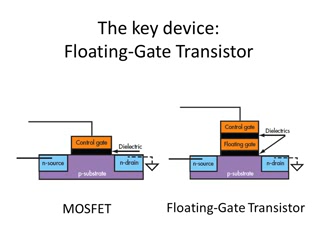 The key device:
Floating-Gate Transistor
Control gate
Dielectric
n-source
n-drain
p-substrate
MOSFET
Control gate
Dielectrics
Floating gate
n-source
n-drain
p-substrate
Floating-Gate Transistor